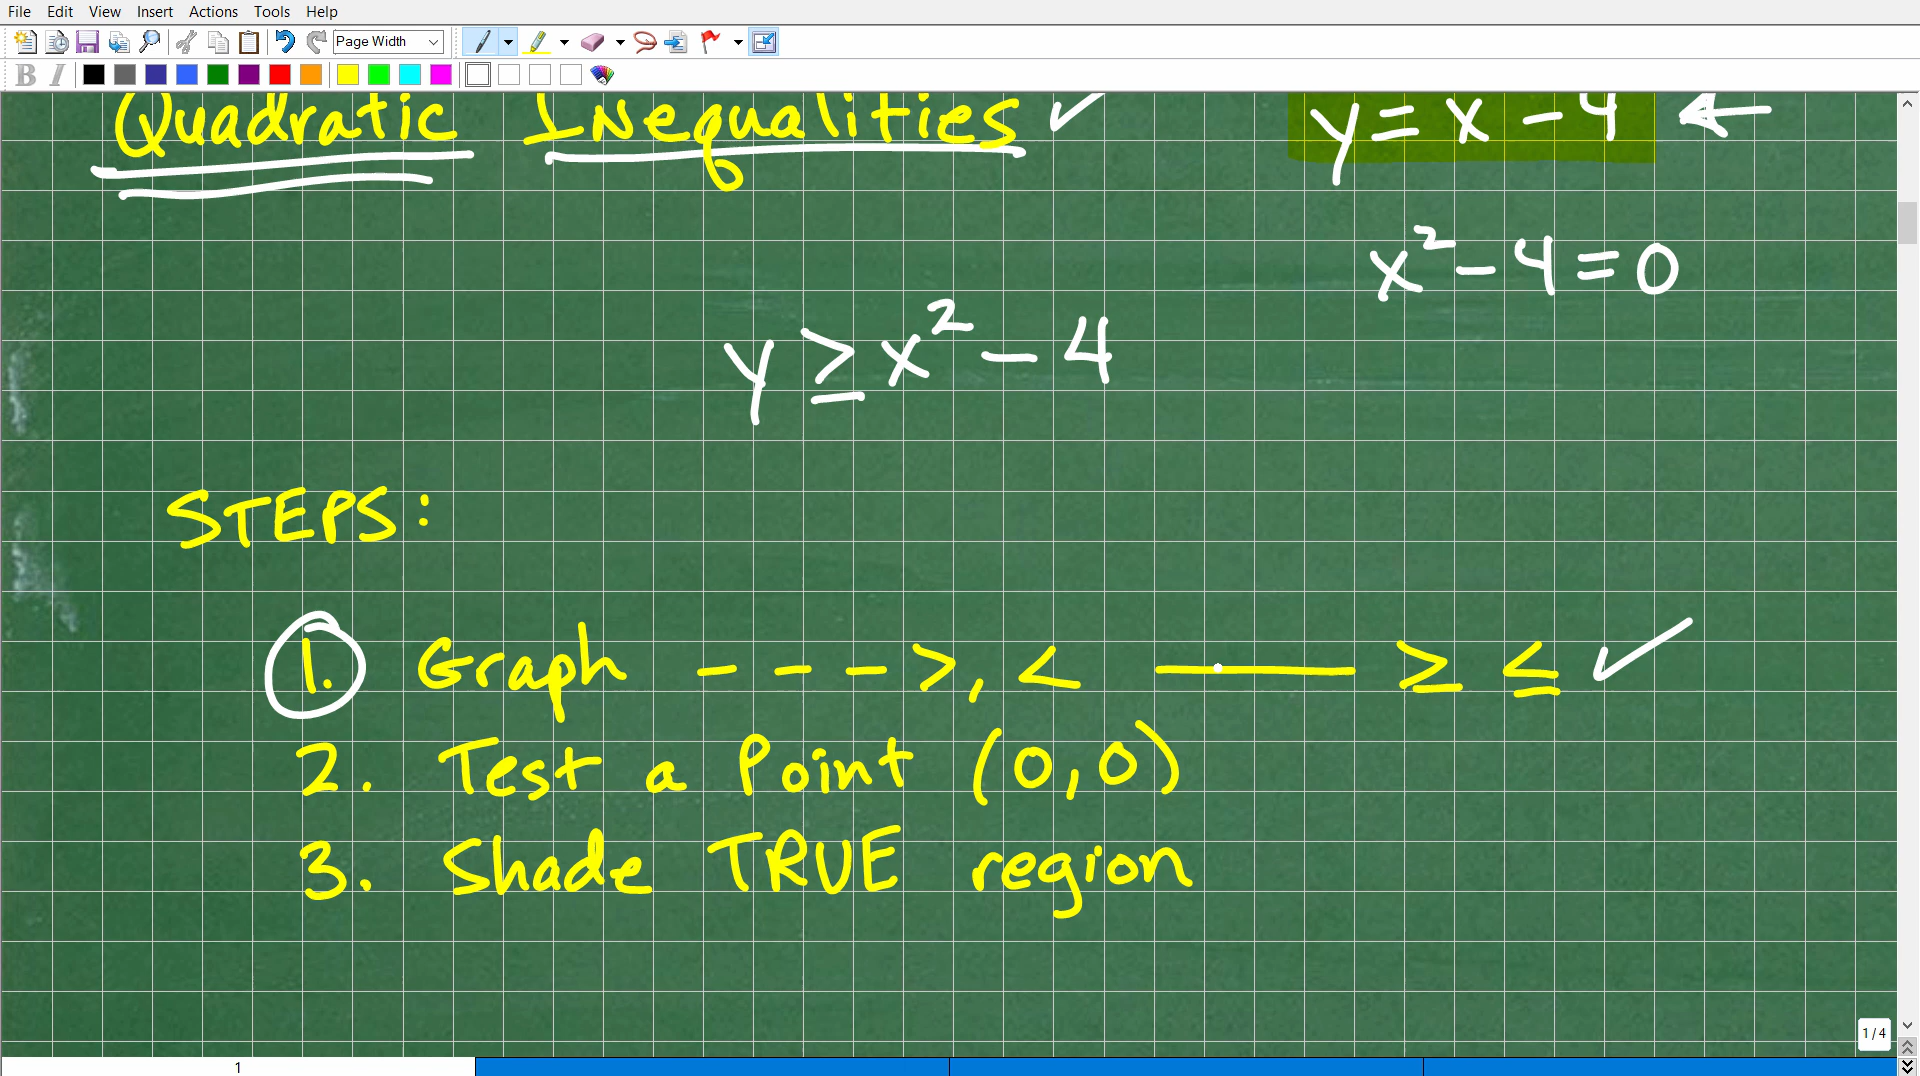 File Edit View Insert Actions Tools Help
Page Width
B I
Quadratic Inequalities ✓
y = x - 4 ←
x² - 4 = 0
y ≥ x² - 4
STEPS:
1. Graph - - - >, < ——— ≥ ≤ ✓
2. Test a Point (0,0)
3. Shade TRUE region
1 / 4
1